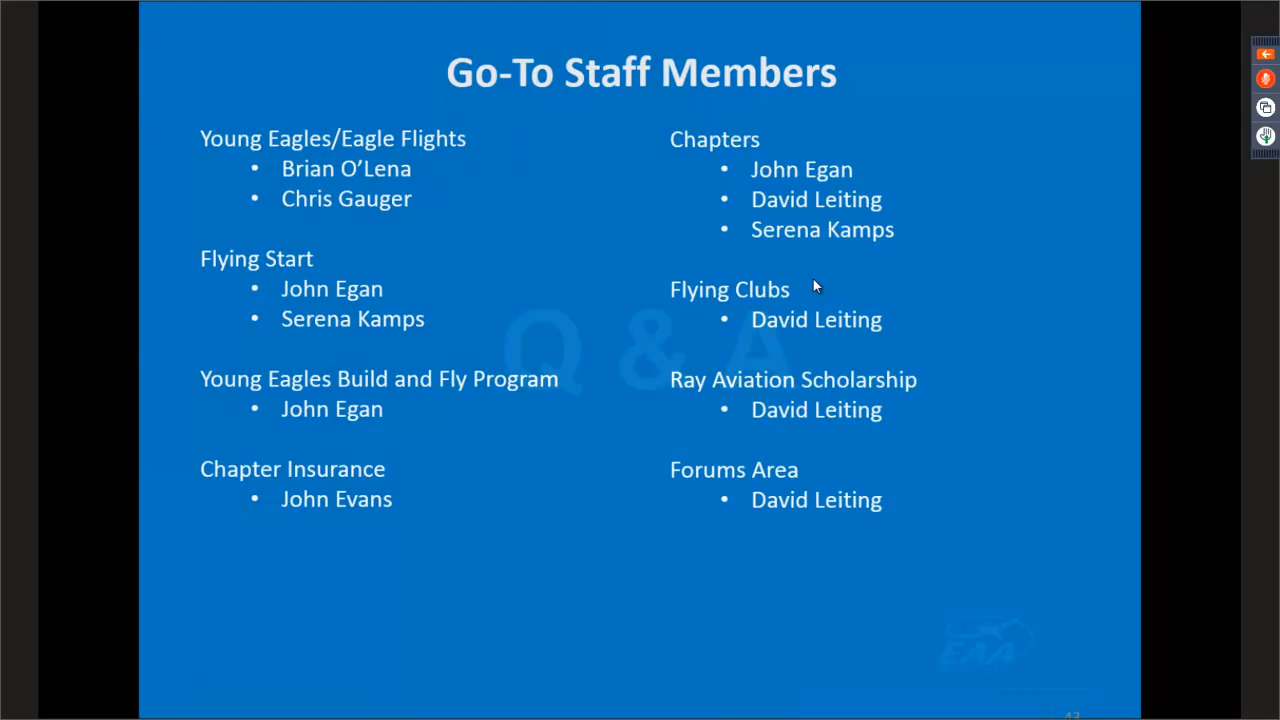 Go-To Staff Members
Young Eagles/Eagle Flights
• Brian O’Lena
• Chris Gauger
Flying Start
• John Egan
• Serena Kamps
Young Eagles Build and Fly Program
• John Egan
Chapter Insurance
• John Evans
Chapters
• John Egan
• David Leiting
• Serena Kamps
Flying Clubs
• David Leiting
Ray Aviation Scholarship
• David Leiting
Forums Area
• David Leiting
Q & A
EAA